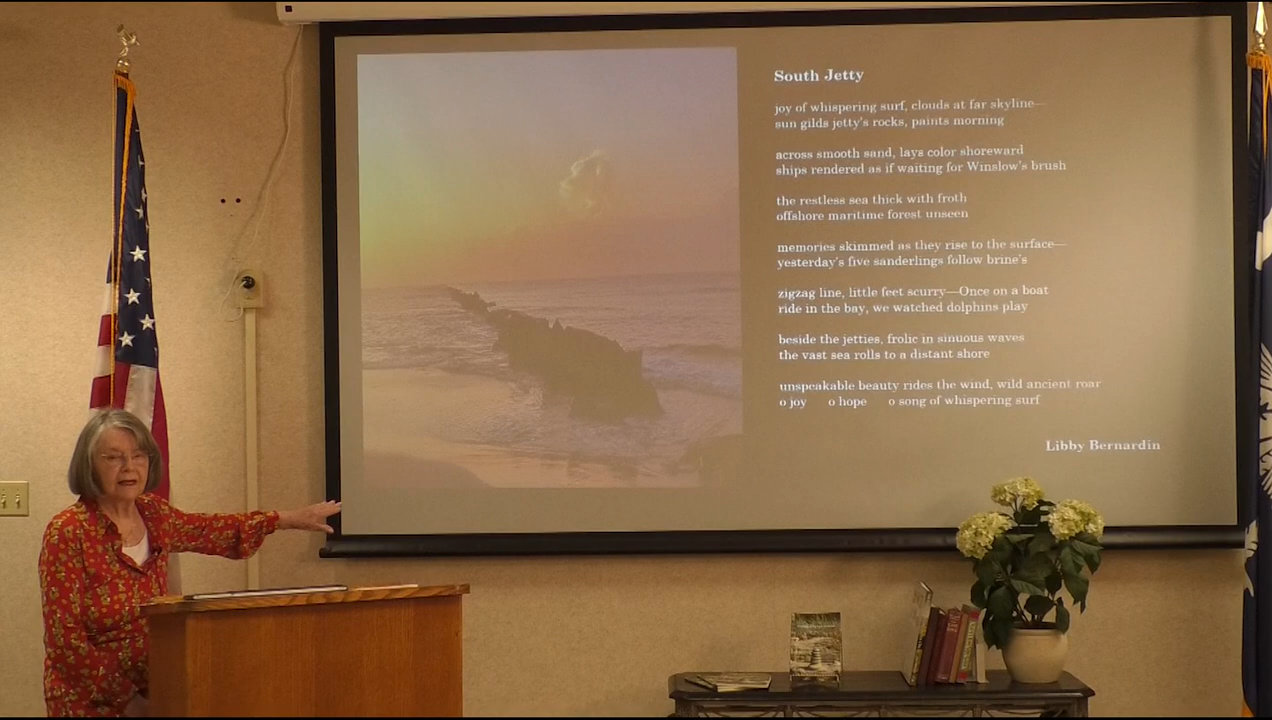 South Jetty
joy of whispering surf, clouds at far skyline—
sun gilds jetty's rocks, paints morning
across smooth sand, lays color shoreward
ships rendered as if waiting for Winslow's brush
the restless sea thick with froth
offshore maritime forest unseen
memories skimmed as they rise to the surface—
yesterday's five sanderlings follow brine's
zigzag line, little feet scurry—Once on a boat
ride in the bay, we watched dolphins play
beside the jetties, frolic in sinuous waves
the vast sea rolls to a distant shore
unspeakable beauty rides the wind, wild ancient roar
o joy o hope o song of whispering surf
Libby Bernardin